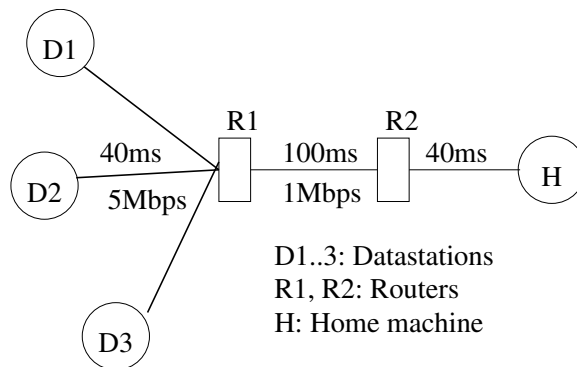 D1
R1
R2
40ms
100ms
40ms
D2
5Mbps
1Mbps
H
D1..3: Datastations
R1, R2: Routers
H: Home machine
D3